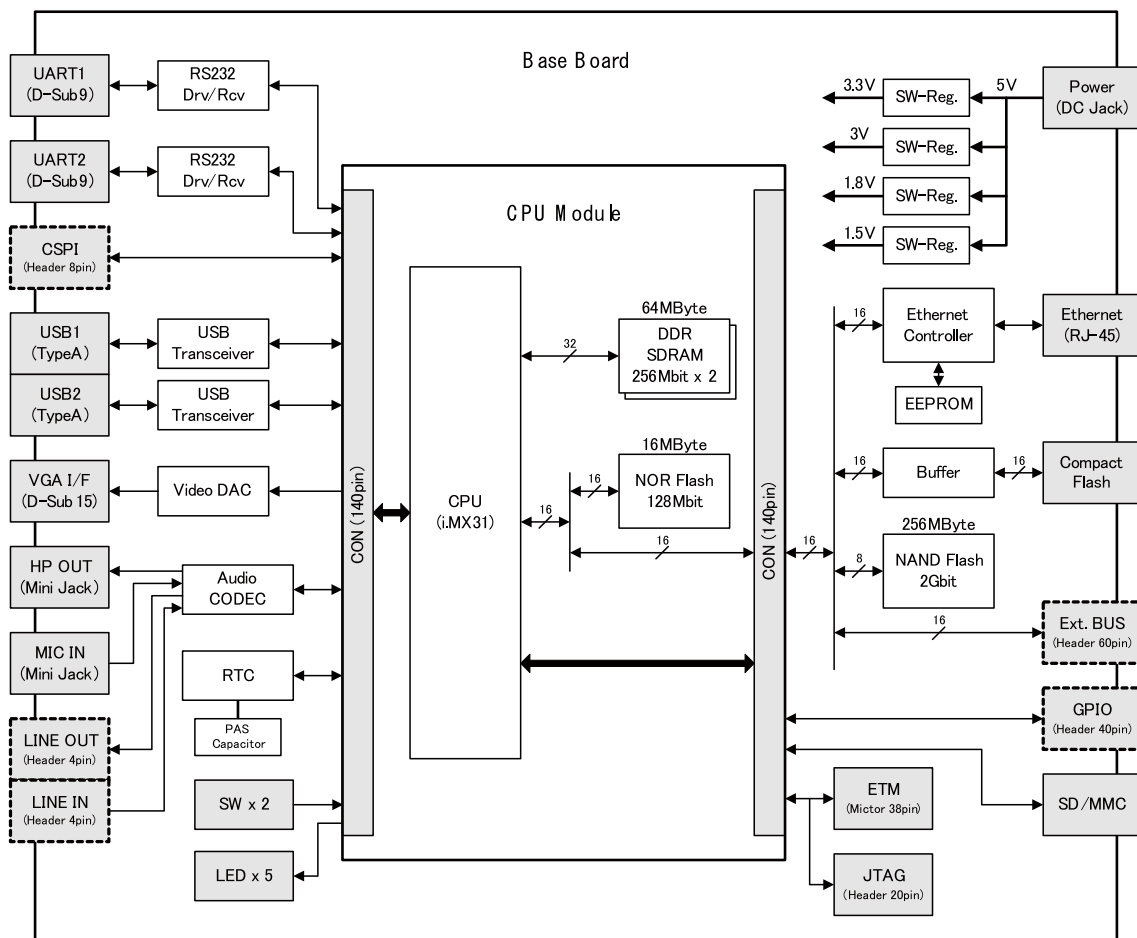 Base Board
UART1
(D-Sub9)
RS232
Drv/Rcv
UART2
(D-Sub9)
RS232
Drv/Rcv
CSPI
(Header 8pin)
USB1
(TypeA)
USB
Transceiver
USB2
(TypeA)
USB
Transceiver
VGA I/F
(D-Sub 15)
Video DAC
HP OUT
(Mini Jack)
Audio
CODEC
MIC IN
(Mini Jack)
RTC
PAS
Capacitor
LINE OUT
(Header 4pin)
LINE IN
(Header 4pin)
SW x 2
LED x 5
CPU Module
CON (140pin)
CPU
(i.MX31)
64MByte
32
DDR
SDRAM
256Mbit x 2
16MByte
16
16
NOR Flash
128Mbit
16
CON (140pin)
3.3V
SW-Reg.
5V
Power
(DC Jack)
3V
SW-Reg.
1.8V
SW-Reg.
1.5V
SW-Reg.
16
Ethernet
Controller
Ethernet
(RJ-45)
EEPROM
16
Buffer
16
Compact
Flash
16
256MByte
8
NAND Flash
2Gbit
16
Ext. BUS
(Header 60pin)
GPIO
(Header 40pin)
SD/MMC
ETM
(Mictor 38pin)
JTAG
(Header 20pin)